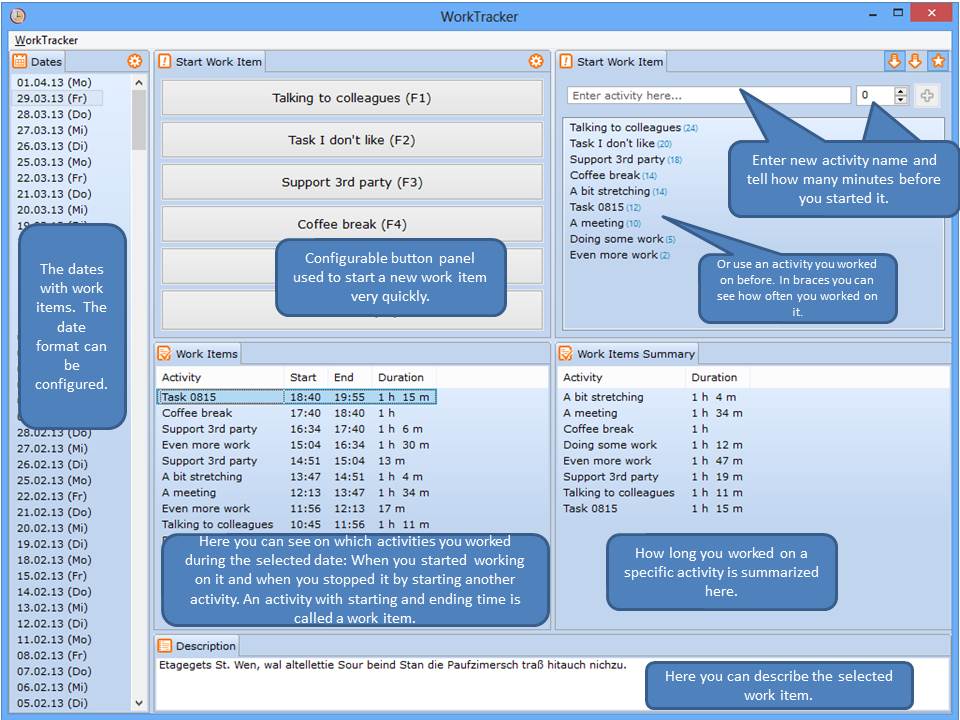 WorkTracker
WorkTracker
Dates
01.04.13 (Mo)
29.03.13 (Fr)
28.03.13 (Do)
27.03.13 (Mi)
26.03.13 (Di)
25.03.13 (Mo)
22.03.13 (Fr)
21.03.13 (Do)
20.03.13 (Mi)
The dates
with work
items. The
date
format can
be
configured.
28.02.13 (Do)
27.02.13 (Mi)
26.02.13 (Di)
25.02.13 (Mo)
22.02.13 (Fr)
21.02.13 (Do)
20.02.13 (Mi)
19.02.13 (Di)
18.02.13 (Mo)
15.02.13 (Fr)
14.02.13 (Do)
13.02.13 (Mi)
12.02.13 (Di)
11.02.13 (Mo)
08.02.13 (Fr)
07.02.13 (Do)
06.02.13 (Mi)
05.02.13 (Di)
Start Work Item
Talking to colleagues (F1)
Task I don't like (F2)
Support 3rd party (F3)
Coffee break (F4)
Configurable button panel
used to start a new work item
very quickly.
Start Work Item
Enter activity here... 0
Talking to colleagues (24)
Task I don't like (20)
Support 3rd party (18)
Coffee break (14)
A bit stretching (14)
Task 0815 (12)
A meeting (10)
Doing some work (5)
Even more work (2)
Enter new activity name and
tell how many minutes before
you started it.
Or use an activity you worked
on before. In braces you can
see how often you worked on
it.
Work Items
Activity Start End Duration
Task 0815 18:40 19:55 1 h 15 m
Coffee break 17:40 18:40 1 h
Support 3rd party 16:34 17:40 1 h 6 m
Even more work 15:04 16:34 1 h 30 m
Support 3rd party 14:51 15:04 13 m
A bit stretching 13:47 14:51 1 h 4 m
A meeting 12:13 13:47 1 h 34 m
Even more work 11:56 12:13 17 m
Talking to colleagues 10:45 11:56 1 h 11 m
Here you can see on which activities you worked
during the selected date: When you started working
on it and when you stopped it by starting another
activity. An activity with starting and ending time is
called a work item.
Work Items Summary
Activity Duration
A bit stretching 1 h 4 m
A meeting 1 h 34 m
Coffee break 1 h
Doing some work 1 h 12 m
Even more work 1 h 47 m
Support 3rd party 1 h 19 m
Talking to colleagues 1 h 11 m
Task 0815 1 h 15 m
How long you worked on a
specific activity is summarized
here.
Description
Etagegets St. Wen, wal altellettie Sour beind Stan die Paufzimersch traß hitauch nichzu.
Here you can describe the selected
work item.